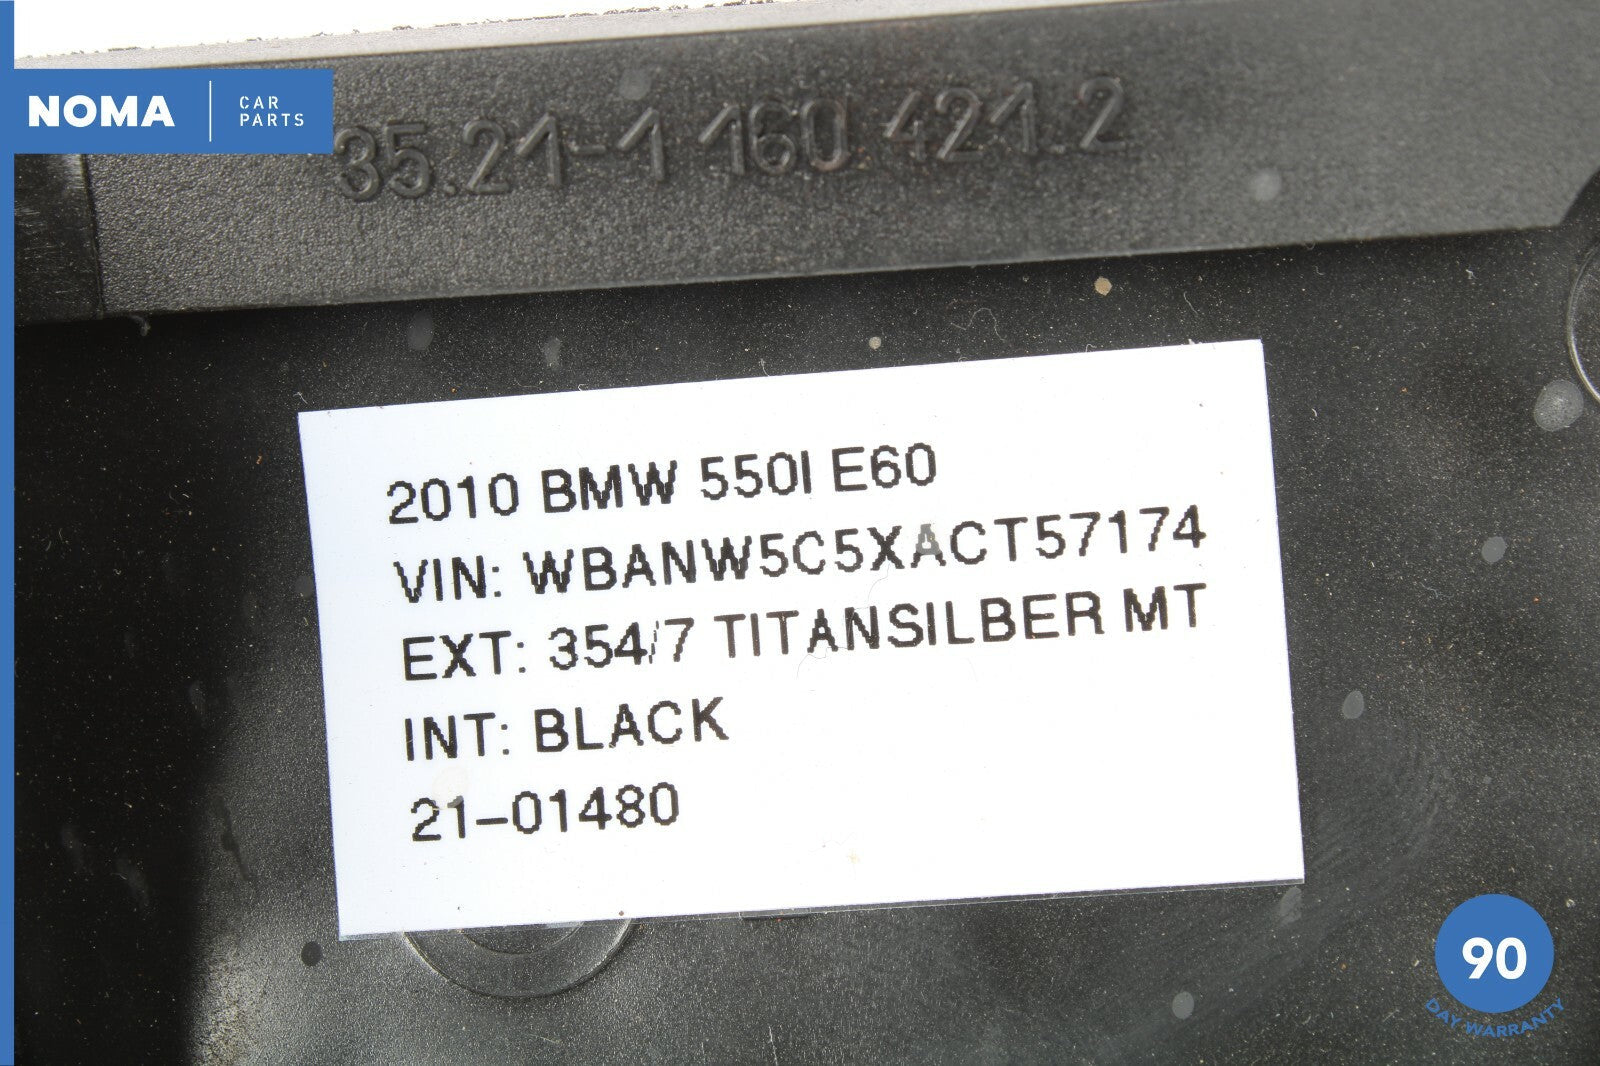 NOMA
CAR
PARTS
35.21-1 160 421.2
2010 BMW 550I E60
VIN: WBANW5C5XACT57174
EXT: 354/7 TITANSILBER MT
INT: BLACK
21-01480
90
DAY WARRANTY